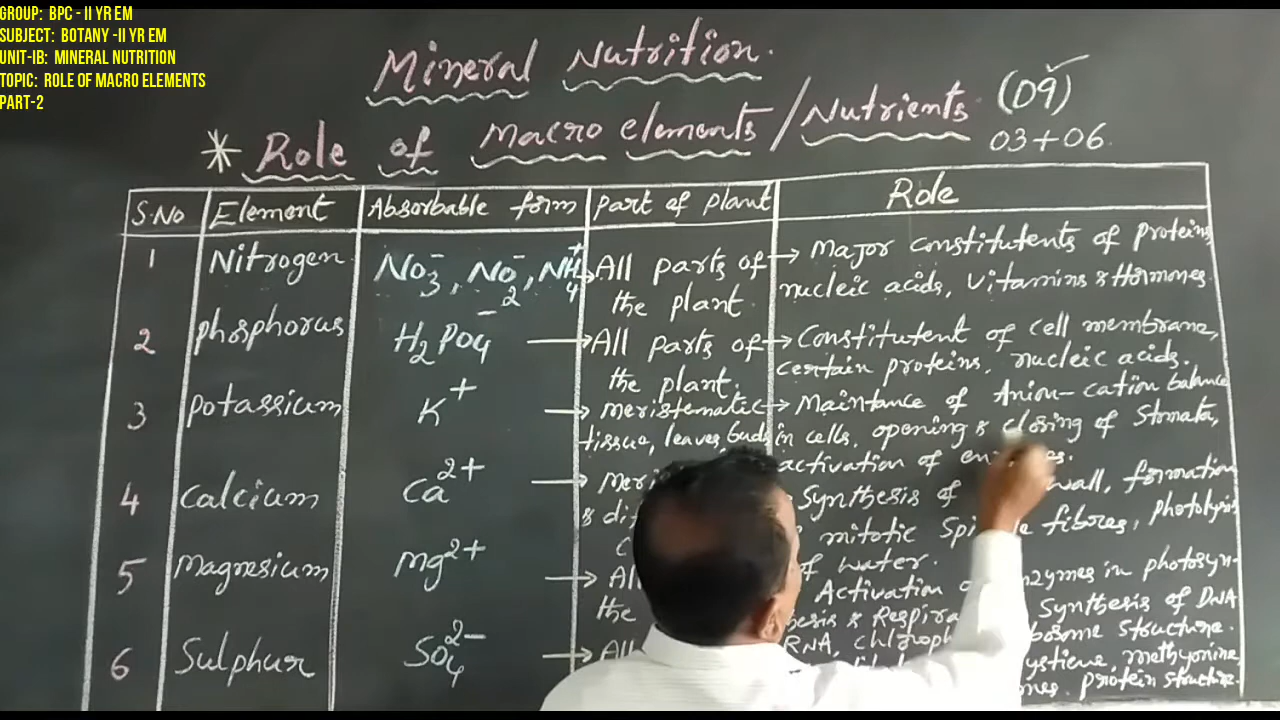 GROUP: BPC - II YR EM
SUBJECT: BOTANY -II YR EM
UNIT-IB: MINERAL NUTRITION
TOPIC: ROLE OF MACRO ELEMENTS
PART-2
Mineral Nutrition.
* Role of Macro elements/Nutrients (09)
03+06.
S.No Element Absorbable form Part of plant Role
1 Nitrogen NO3-, NO2-, NH4+ → All parts of the plant → Major constitutents of proteins, nucleic acids, Vitamins & Hormones.
2 phosphorus H2PO4- → All parts of the plant. → Constitutent of cell membrane, certain proteins, nucleic acids.
3 potassium K+ → meristematic tissue, leaves, buds → Maintance of Anion-cation balance in cells, opening & closing of Stomata, activation of
4 Calcium Ca2+ → Synthesis of wall, formation mitotic fibres, photolysis of water.
5 Magnesium Mg2+ → the Activation of enzymes in photosyn- & Synthesis of DNA RNA, structure.
6 Sulphur SO4 2- → All methyonine, protein structure.